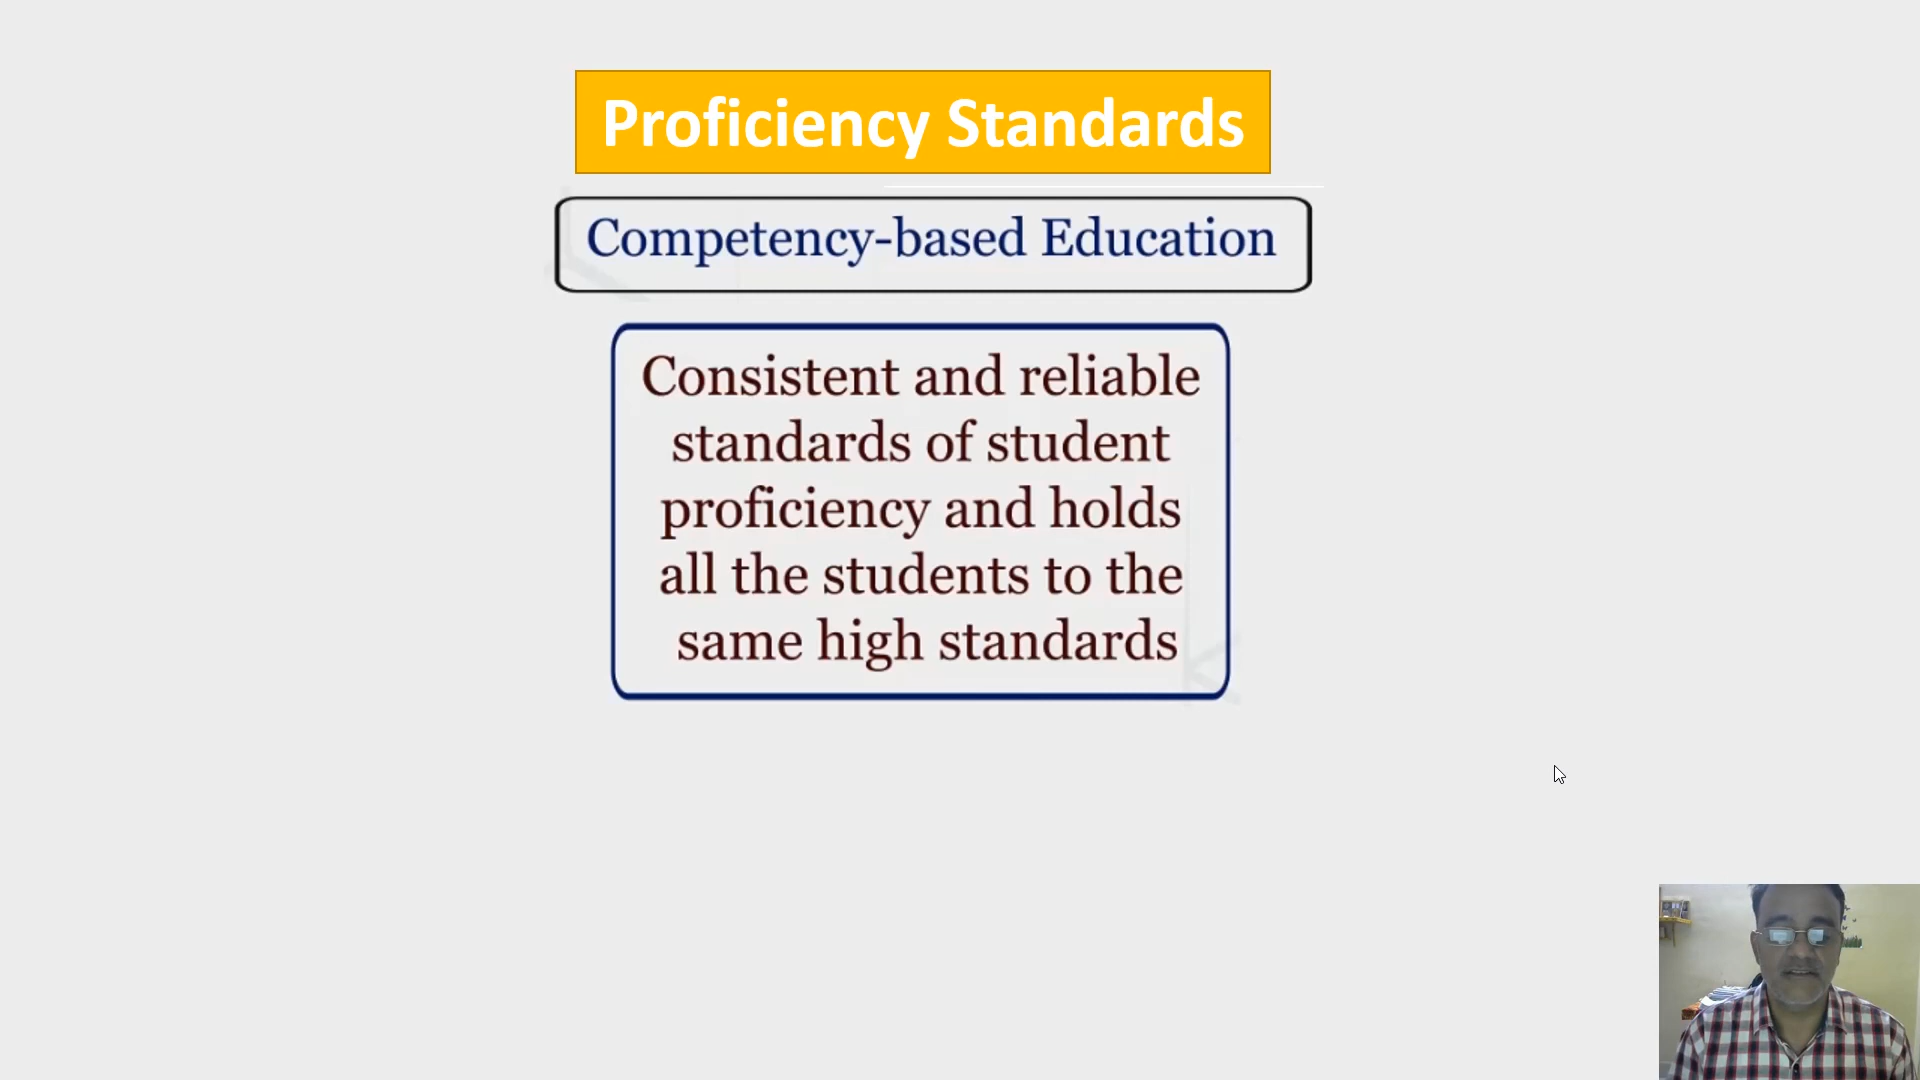 Proficiency Standards
Competency-based Education
Consistent and reliable
standards of student
proficiency and holds
all the students to the
same high standards